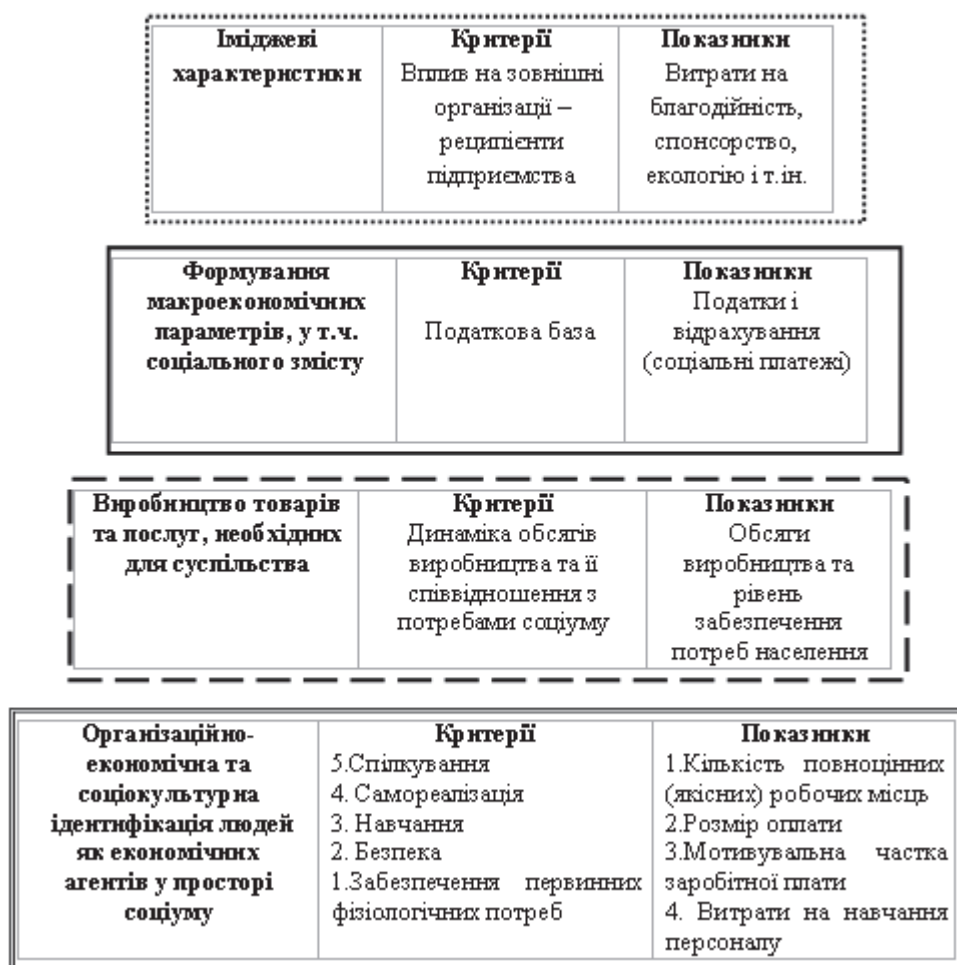 Іміджеві
характеристики
Критерії
Вплив на зовнішні
організації –
реципієнти
підприємства
Показники
Витрати на
благодійність,
спонсорство,
екологію і т.ін.
Формування
макроекономічних
параметрів, у т.ч.
соціального змісту
Критерії
Податкова база
Показники
Податки і
відрахування
(соціальні платежі)
Виробництво товарів
та послуг, необхідних
для суспільства
Критерії
Динаміка обсягів
виробництва та її
співвідношення з
потребами соціуму
Показники
Обсяги
виробництва та
рівень
забезпечення
потреб населення
Організаційно-
економічна та
соціокультурна
ідентифікація людей
як економічних
агентів у просторі
соціуму
Критерії
5.Спілкування
4. Самореалізація
3. Навчання
2. Безпека
1.Забезпечення первинних
фізіологічних потреб
Показники
1.Кількість повноцінних
(якісних) робочих місць
2.Розмір оплати
3.Мотивувальна частка
заробітної плати
4. Витрати на навчання
персоналу